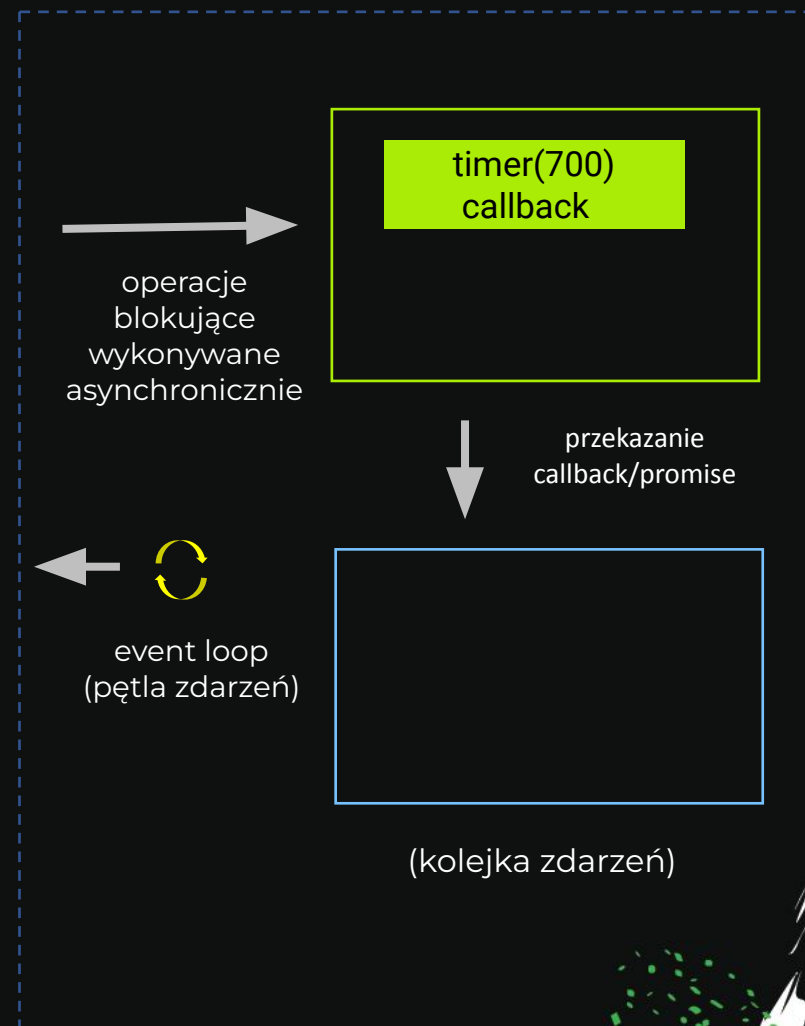 timer(700)
callback
operacje
blokujące
wykonywane
asynchronicznie
przekazanie
callback/promise
event loop
(pętla zdarzeń)
(kolejka zdarzeń)